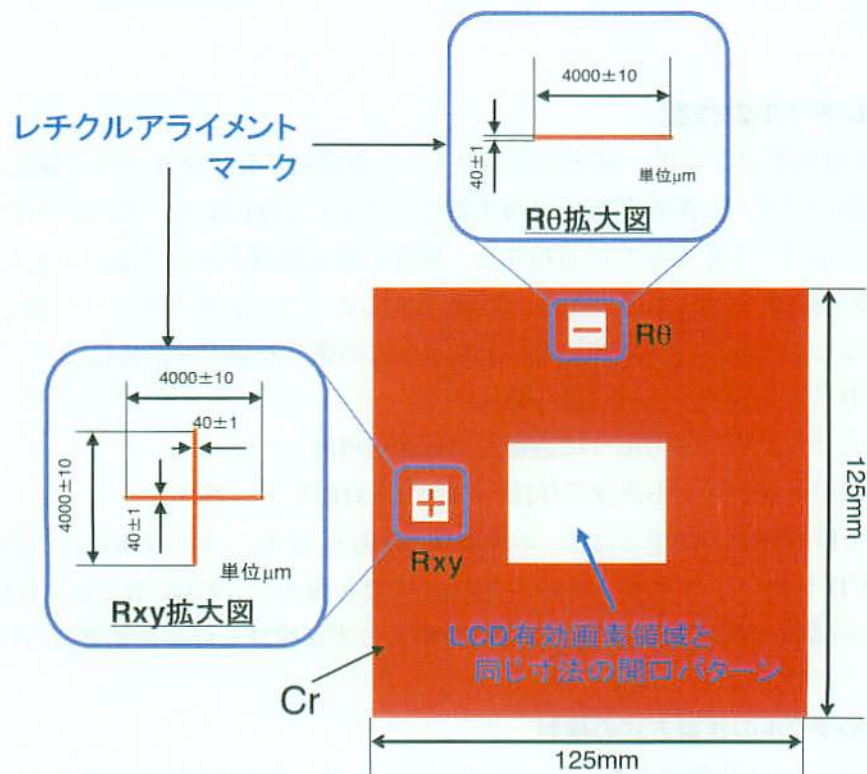 4000±10
40±1
単位μm
Rθ拡大図
レチクルアライメント
マーク
Rθ
4000±10
40±1
4000±10
40±1
単位μm
Rxy拡大図
Rxy
125mm
LCD有効画素領域と
同じ寸法の開口パターン
Cr
125mm